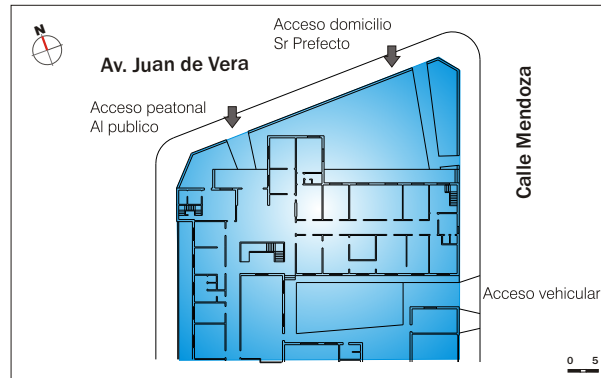 N
Acceso domicilio
Sr Prefecto
Av. Juan de Vera
Acceso peatonal
Al publico
Calle Mendoza
Acceso vehicular
0 5